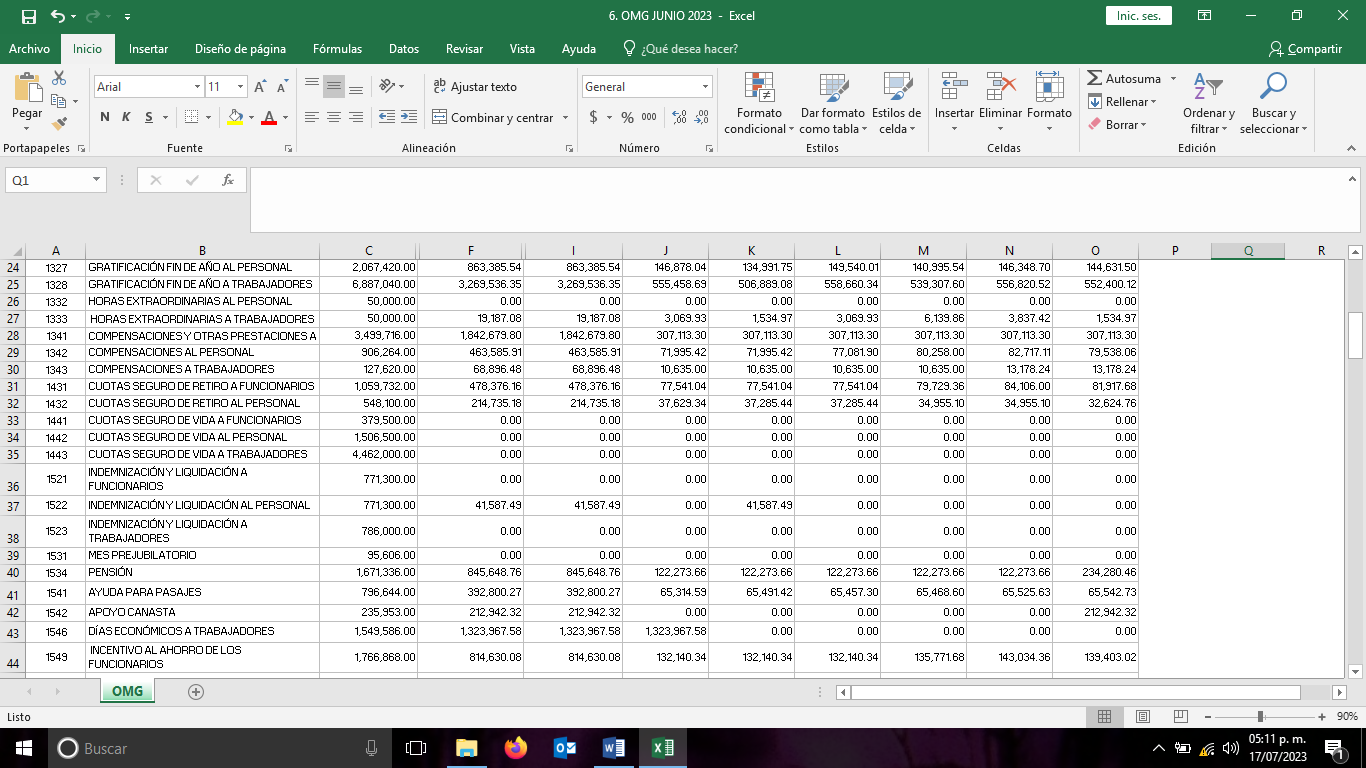 6. OMG JUNIO 2023 - Excel
Inic. ses.
Archivo Inicio Insertar Diseño de página Fórmulas Datos Revisar Vista Ayuda ¿Qué desea hacer? Compartir
Pegar
Portapapeles
Arial 11
N K S
Fuente
Ajustar texto
Combinar y centrar
Alineación
General
$ % 000
Número
Formato condicional
Dar formato como tabla
Estilos de celda
Estilos
Insertar Eliminar Formato
Celdas
Autosuma
Rellenar
Borrar
Ordenar y filtrar
Buscar y seleccionar
Edición
Q1 fx
A B C F I J K L M N O P Q R
24 1327 GRATIFICACIÓN FIN DE AÑO AL PERSONAL 2,067,420.00 863,385.54 863,385.54 146,878.04 134,991.75 149,540.01 140,995.54 146,348.70 144,631.50
25 1328 GRATIFICACIÓN FIN DE AÑO A TRABAJADORES 6,887,040.00 3,269,536.35 3,269,536.35 555,458.69 506,889.08 558,660.34 539,307.60 556,820.52 552,400.12
26 1332 HORAS EXTRAORDINARIAS AL PERSONAL 50,000.00 0.00 0.00 0.00 0.00 0.00 0.00 0.00 0.00
27 1333 HORAS EXTRAORDINARIAS A TRABAJADORES 50,000.00 19,187.08 19,187.08 3,069.93 1,534.97 3,069.93 6,139.86 3,837.42 1,534.97
28 1341 COMPENSACIONES Y OTRAS PRESTACIONES A 3,499,716.00 1,842,679.80 1,842,679.80 307,113.30 307,113.30 307,113.30 307,113.30 307,113.30 307,113.30
29 1342 COMPENSACIONES AL PERSONAL 906,264.00 463,585.91 463,585.91 71,995.42 71,995.42 77,081.90 80,258.00 82,717.11 79,538.06
30 1343 COMPENSACIONES A TRABAJADORES 127,620.00 68,896.48 68,896.48 10,635.00 10,635.00 10,635.00 10,635.00 13,178.24 13,178.24
31 1431 CUOTAS SEGURO DE RETIRO A FUNCIONARIOS 1,059,732.00 478,376.16 478,376.16 77,541.04 77,541.04 77,541.04 79,729.36 84,106.00 81,917.68
32 1432 CUOTAS SEGURO DE RETIRO AL PERSONAL 548,100.00 214,735.18 214,735.18 37,629.34 37,285.44 37,285.44 34,955.10 34,955.10 32,624.76
33 1441 CUOTAS SEGURO DE VIDA A FUNCIONARIOS 379,500.00 0.00 0.00 0.00 0.00 0.00 0.00 0.00 0.00
34 1442 CUOTAS SEGURO DE VIDA AL PERSONAL 1,506,500.00 0.00 0.00 0.00 0.00 0.00 0.00 0.00 0.00
35 1443 CUOTAS SEGURO DE VIDA A TRABAJADORES 4,462,000.00 0.00 0.00 0.00 0.00 0.00 0.00 0.00 0.00
36 1521 INDEMNIZACIÓN Y LIQUIDACIÓN A FUNCIONARIOS 771,300.00 0.00 0.00 0.00 0.00 0.00 0.00 0.00 0.00
37 1522 INDEMNIZACIÓN Y LIQUIDACIÓN AL PERSONAL 771,300.00 41,587.49 41,587.49 0.00 41,587.49 0.00 0.00 0.00 0.00
38 1523 INDEMNIZACIÓN Y LIQUIDACIÓN A TRABAJADORES 786,000.00 0.00 0.00 0.00 0.00 0.00 0.00 0.00 0.00
39 1531 MES PREJUBILATORIO 95,606.00 0.00 0.00 0.00 0.00 0.00 0.00 0.00 0.00
40 1534 PENSIÓN 1,671,336.00 845,648.76 845,648.76 122,273.66 122,273.66 122,273.66 122,273.66 122,273.66 234,280.46
41 1541 AYUDA PARA PASAJES 796,644.00 392,800.27 392,800.27 65,314.59 65,491.42 65,457.30 65,468.60 65,525.63 65,542.73
42 1542 APOYO CANASTA 235,953.00 212,942.32 212,942.32 0.00 0.00 0.00 0.00 0.00 212,942.32
43 1546 DÍAS ECONÓMICOS A TRABAJADORES 1,549,586.00 1,323,967.58 1,323,967.58 1,323,967.58 0.00 0.00 0.00 0.00 0.00
44 1549 INCENTIVO AL AHORRO DE LOS FUNCIONARIOS 1,766,868.00 814,630.08 814,630.08 132,140.34 132,140.34 132,140.34 135,771.68 143,034.36 139,403.02
OMG
Listo 90%
Buscar
05:11 p. m.
17/07/2023
1